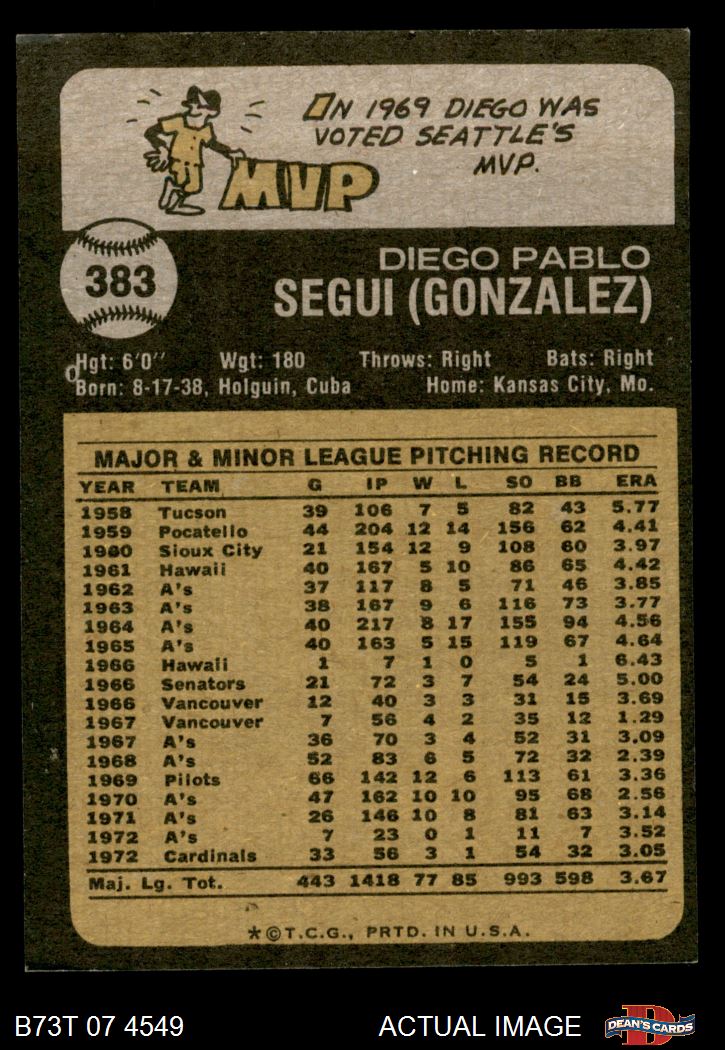 IN 1969 DIEGO WAS
VOTED SEATTLE'S
MVP.
MVP
383
DIEGO PABLO
SEGUI (GONZALEZ)
Hgt: 6'0" Wgt: 180 Throws: Right Bats: Right
Born: 8-17-38, Holguin, Cuba Home: Kansas City, Mo.
MAJOR & MINOR LEAGUE PITCHING RECORD
YEAR TEAM G IP W L SO BB ERA
1958 Tucson 39 106 7 5 82 43 5.77
1959 Pocatello 44 204 12 14 156 62 4.41
1960 Sioux City 21 154 12 9 108 60 3.97
1961 Hawaii 40 167 5 10 86 65 4.42
1962 A's 37 117 8 5 71 46 3.85
1963 A's 38 167 9 6 116 73 3.77
1964 A's 40 217 8 17 155 94 4.56
1965 A's 40 163 5 15 119 67 4.64
1966 Hawaii 1 7 1 0 5 1 6.43
1966 Senators 21 72 3 7 54 24 5.00
1966 Vancouver 12 40 3 3 31 15 3.69
1967 Vancouver 7 56 4 2 35 12 1.29
1967 A's 36 70 3 4 52 31 3.09
1968 A's 52 83 6 5 72 32 2.39
1969 Pilots 66 142 12 6 113 61 3.36
1970 A's 47 162 10 10 95 68 2.56
1971 A's 26 146 10 8 81 63 3.14
1972 A's 7 23 0 1 11 7 3.52
1972 Cardinals 33 56 3 1 54 32 3.05
Maj. Lg. Tot. 443 1418 77 85 993 598 3.67
*©T.C.G., PRTD. IN U.S.A.
B73T 07 4549 ACTUAL IMAGE DEAN'S CARDS